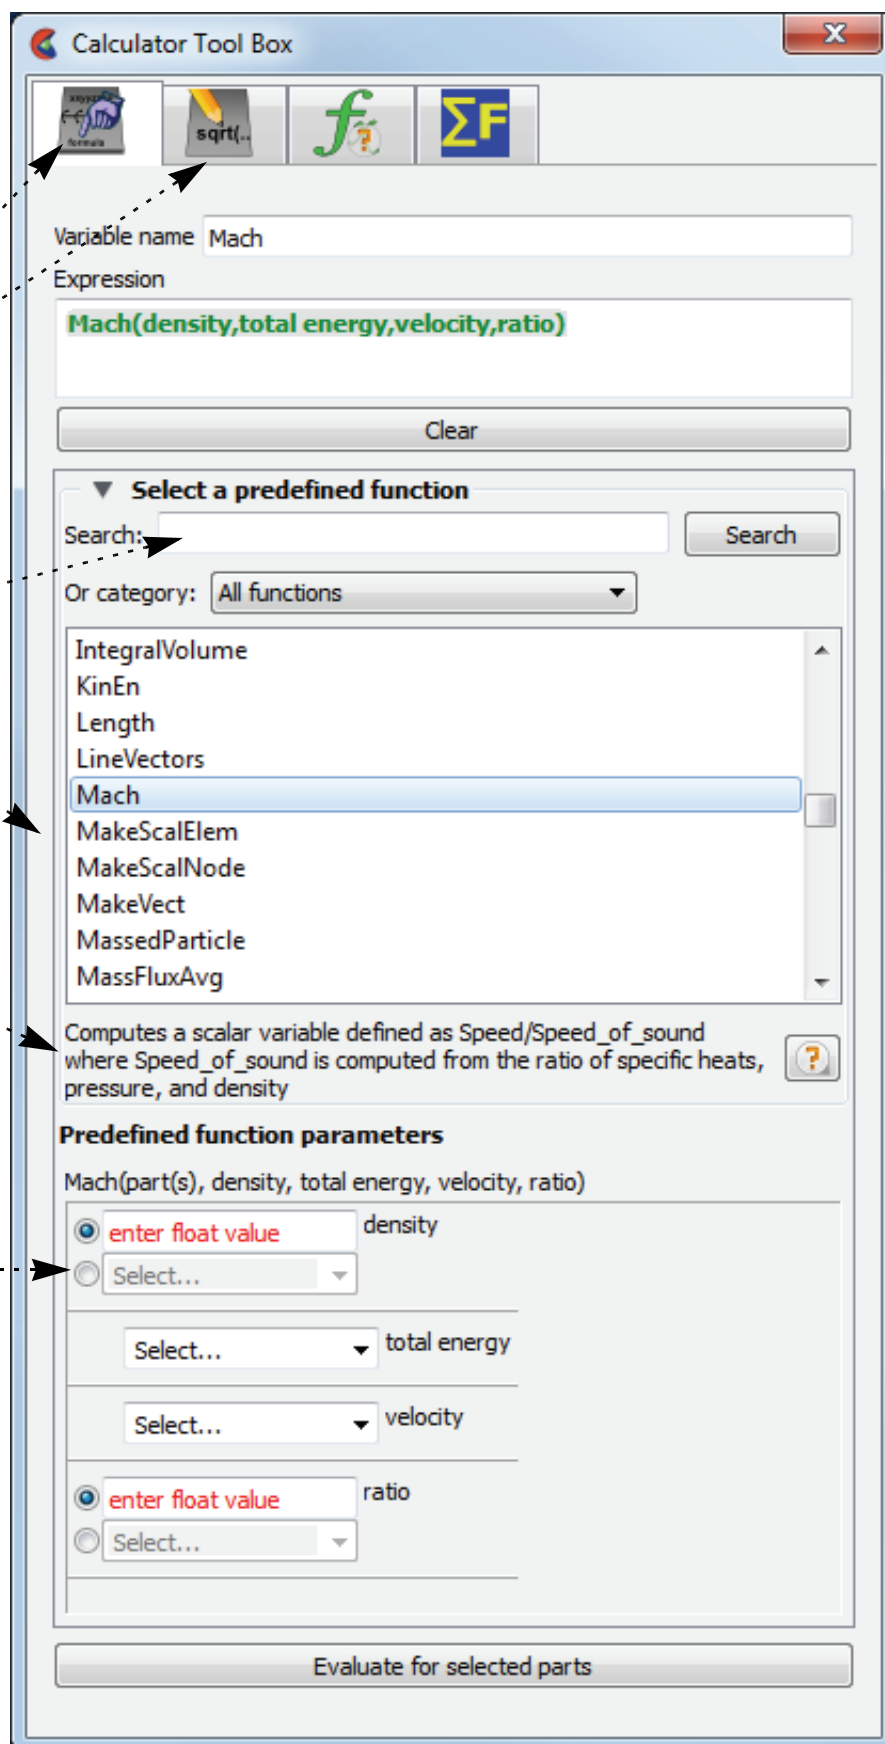 Calculator Tool Box
formula
sqrt(..
f?
ΣF
Variable name Mach
Expression
Mach(density,total energy,velocity,ratio)
Clear
Select a predefined function
Search: Search
Or category: All functions
IntegralVolume
KinEn
Length
LineVectors
Mach
MakeScalElem
MakeScalNode
MakeVect
MassedParticle
MassFluxAvg
Computes a scalar variable defined as Speed/Speed_of_sound
where Speed_of_sound is computed from the ratio of specific heats,
pressure, and density
?
Predefined function parameters
Mach(part(s), density, total energy, velocity, ratio)
enter float value density
Select...
Select... total energy
Select... velocity
enter float value ratio
Select...
Evaluate for selected parts